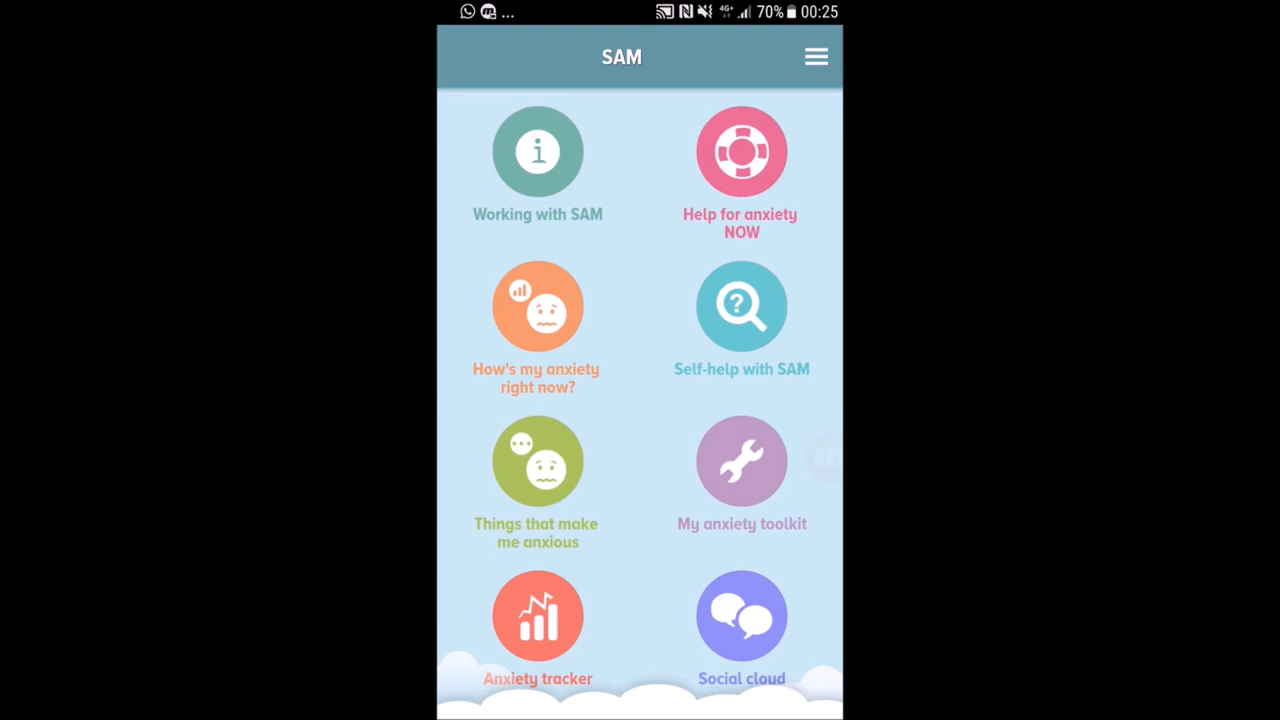 ... 4G+ 70% 00:25
SAM
i
Working with SAM
Help for anxiety
NOW
How's my anxiety
right now?
?
Self-help with SAM
Things that make
me anxious
My anxiety toolkit
Anxiety tracker
Social cloud